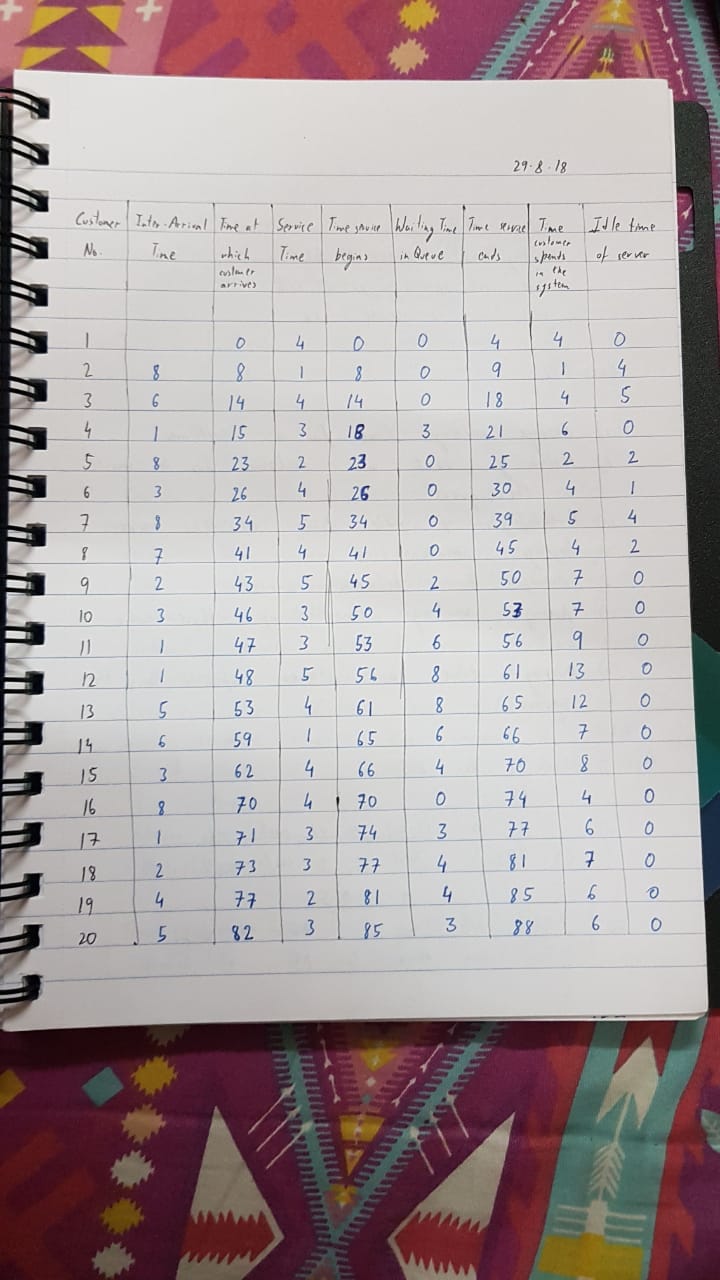 29.8.18
Customer Inter-Arrival Time at Service Time service Waiting Time Time service Time Idle time
No. Time which Time begins in Queue ends customer of server
customer spends
arrives in the
system
1 0 4 0 0 4 4 0
2 8 8 1 8 0 9 1 4
3 6 14 4 14 0 18 4 5
4 1 15 3 18 3 21 6 0
5 8 23 2 23 0 25 2 2
6 3 26 4 26 0 30 4 1
7 8 34 5 34 0 39 5 4
8 7 41 4 41 0 45 4 2
9 2 43 5 45 2 50 7 0
10 3 46 3 50 4 53 7 0
11 1 47 3 53 6 56 9 0
12 1 48 5 56 8 61 13 0
13 5 53 4 61 8 65 12 0
14 6 59 1 65 6 66 7 0
15 3 62 4 66 4 70 8 0
16 8 70 4 70 0 74 4 0
17 1 71 3 74 3 77 6 0
18 2 73 3 77 4 81 7 0
19 4 77 2 81 4 85 6 0
20 5 82 3 85 3 88 6 0